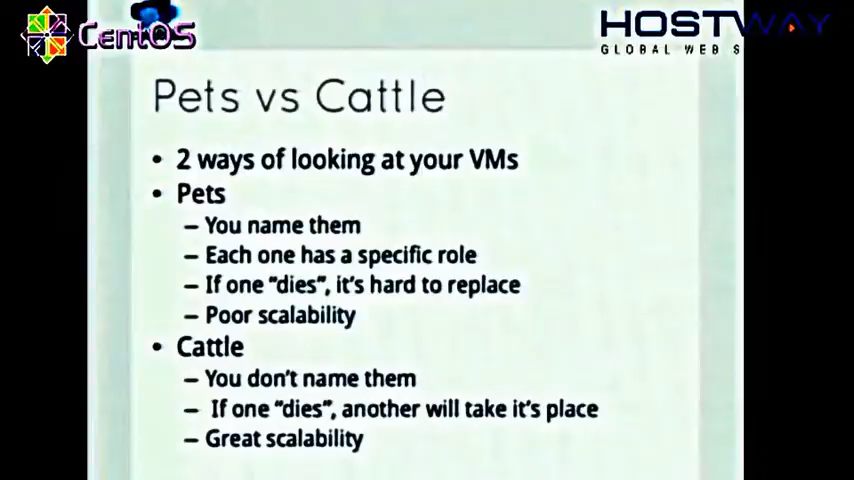 CentOS
HOSTWAY
GLOBAL WEB S
Pets vs Cattle
• 2 ways of looking at your VMs
• Pets
– You name them
– Each one has a specific role
– If one “dies”, it’s hard to replace
– Poor scalability
• Cattle
– You don’t name them
– If one “dies”, another will take it’s place
– Great scalability